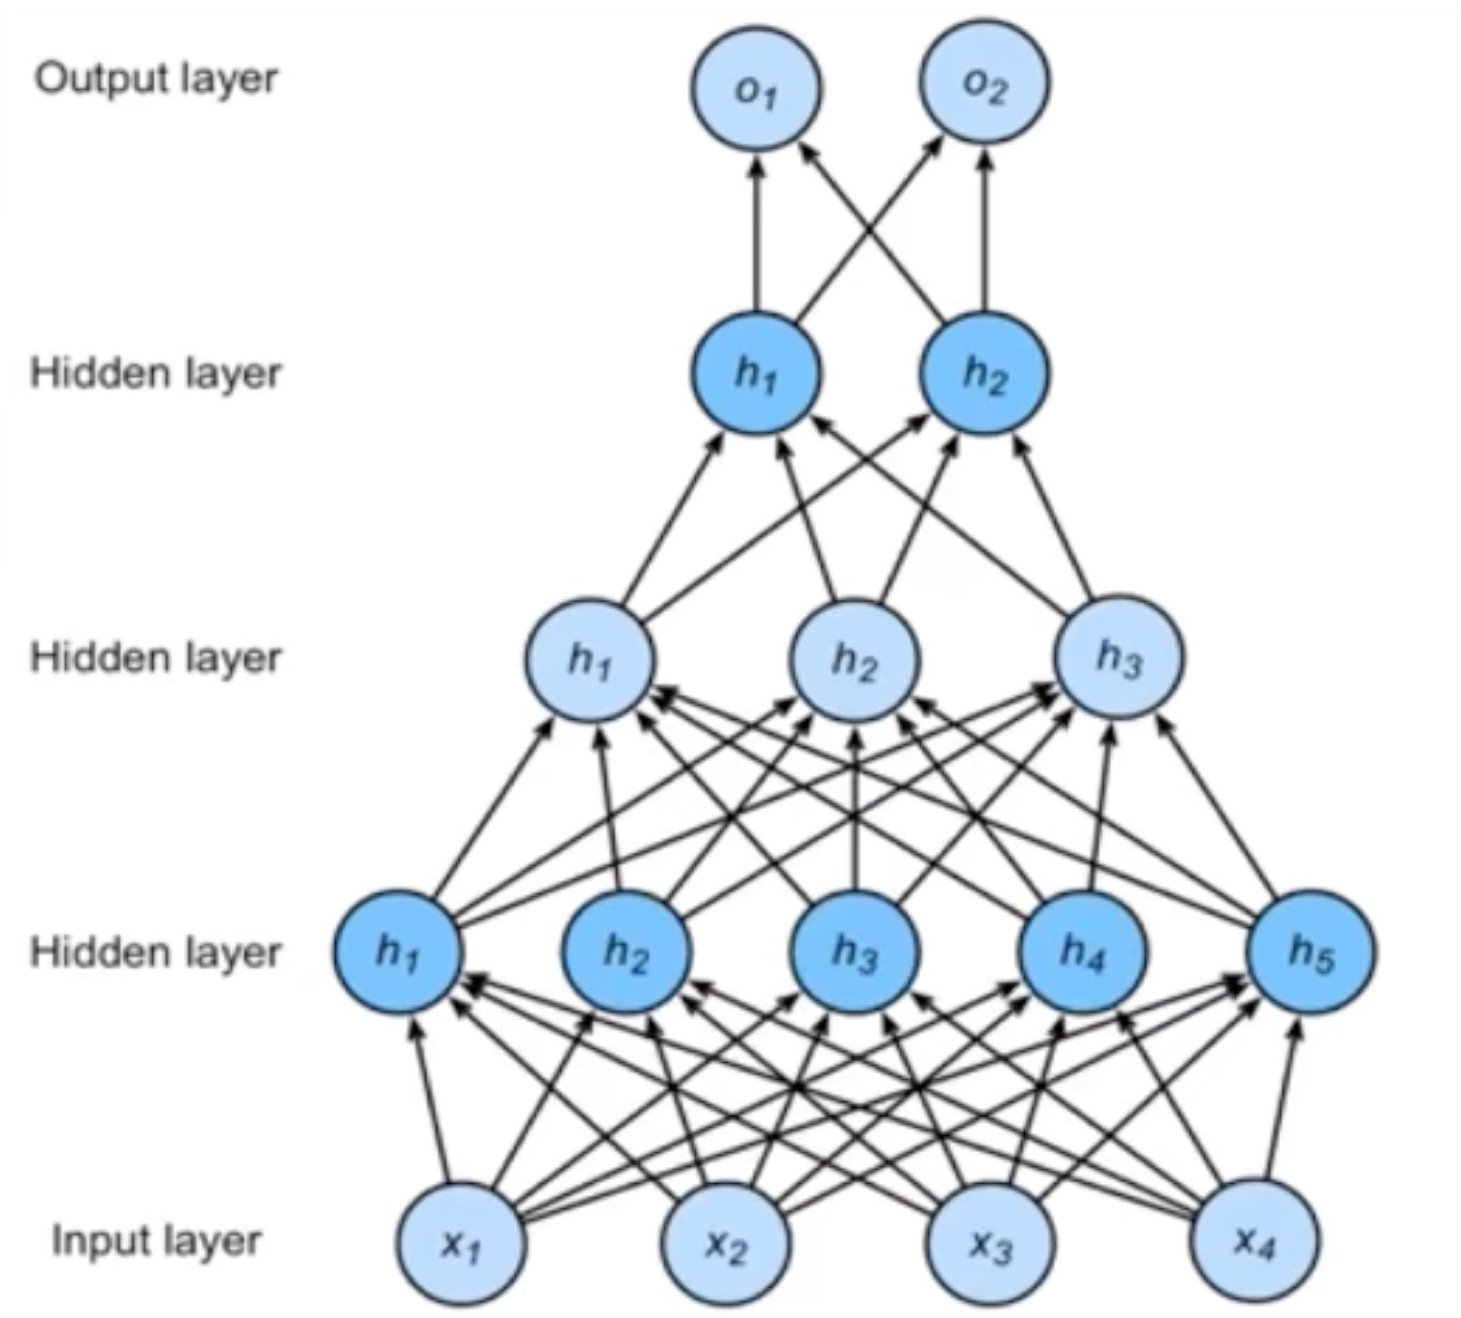 Output layer o1 o2
Hidden layer h1 h2
Hidden layer h1 h2 h3
Hidden layer h1 h2 h3 h4 h5
Input layer x1 x2 x3 x4